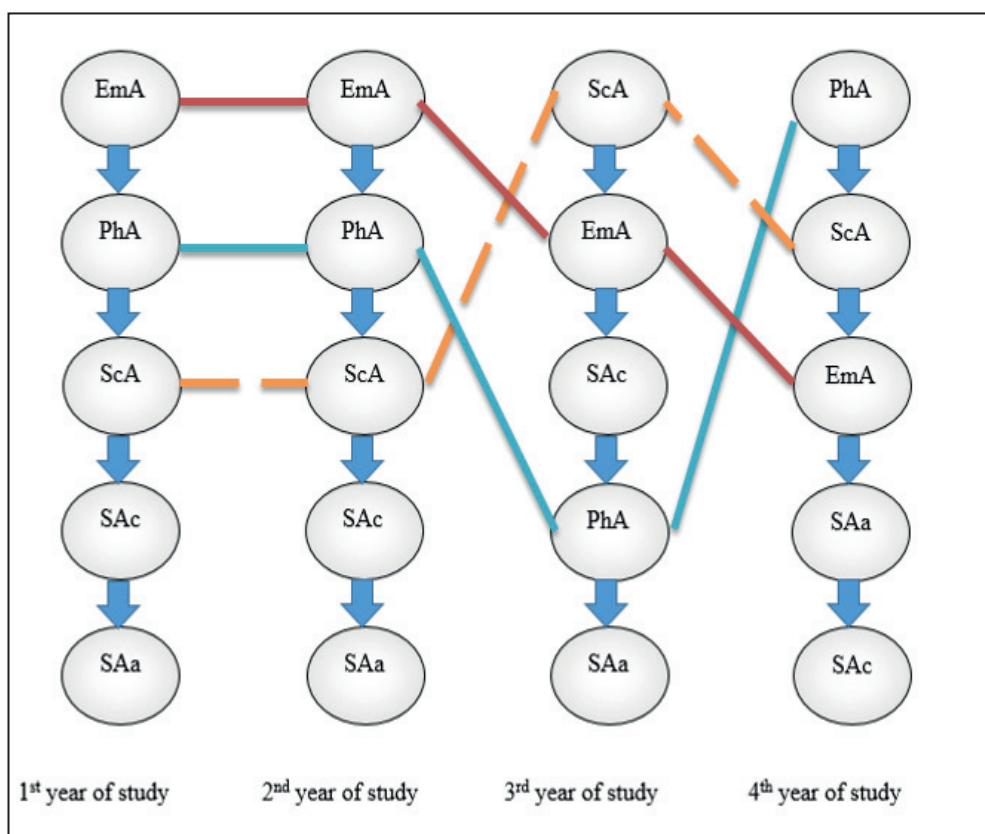 EmA EmA ScA PhA
PhA PhA EmA ScA
ScA ScA SAc EmA
SAc SAc PhA SAa
SAa SAa SAa SAc
1st year of study 2nd year of study 3rd year of study 4th year of study